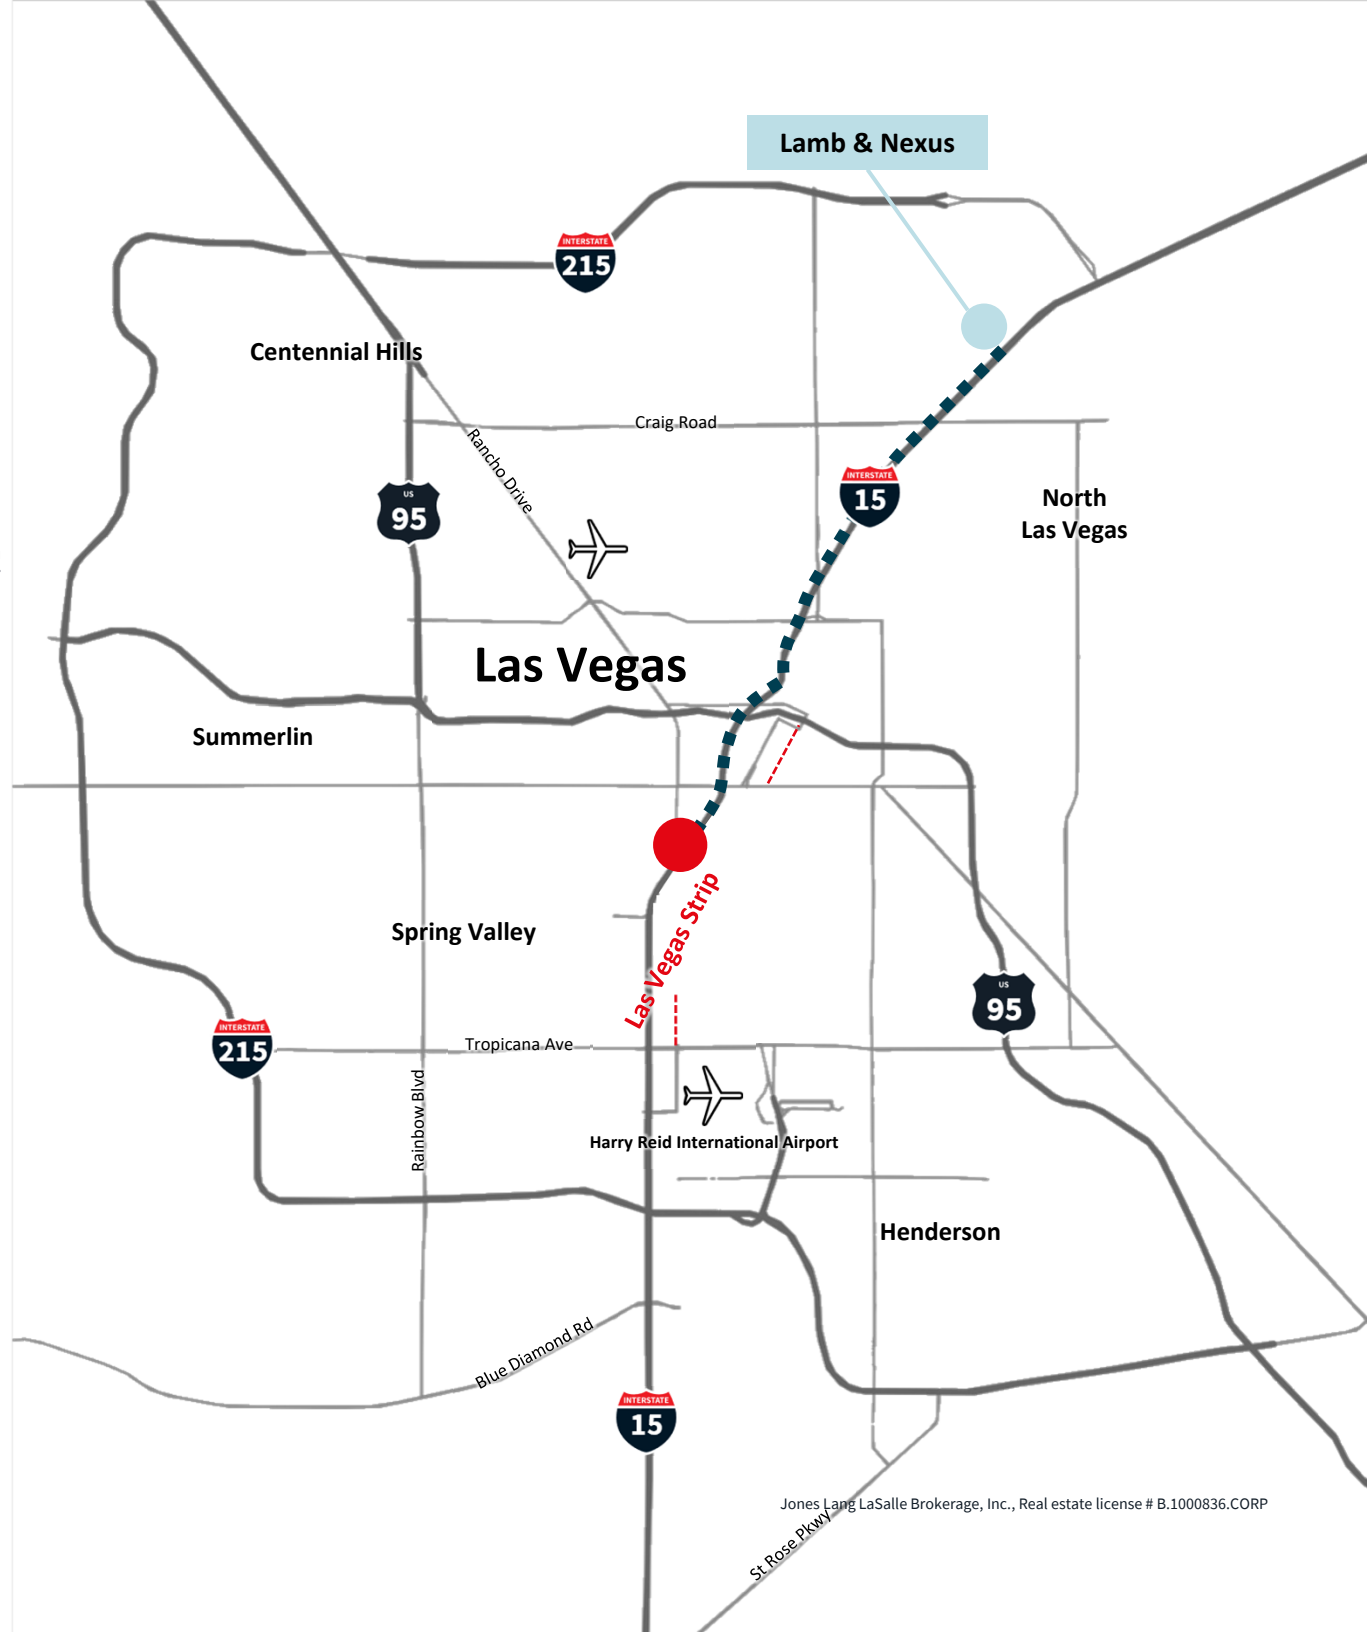 Lamb & Nexus
INTERSTATE
215
Centennial Hills
Craig Road
Rancho Drive
INTERSTATE
15
US
95
North
Las Vegas
Las Vegas
Summerlin
Las Vegas Strip
Spring Valley
US
95
INTERSTATE
215
Tropicana Ave
Rainbow Blvd
Harry Reid International Airport
Henderson
Blue Diamond Rd
INTERSTATE
15
Jones Lang LaSalle Brokerage, Inc., Real estate license # B.1000836.CORP
St Rose Pkwy